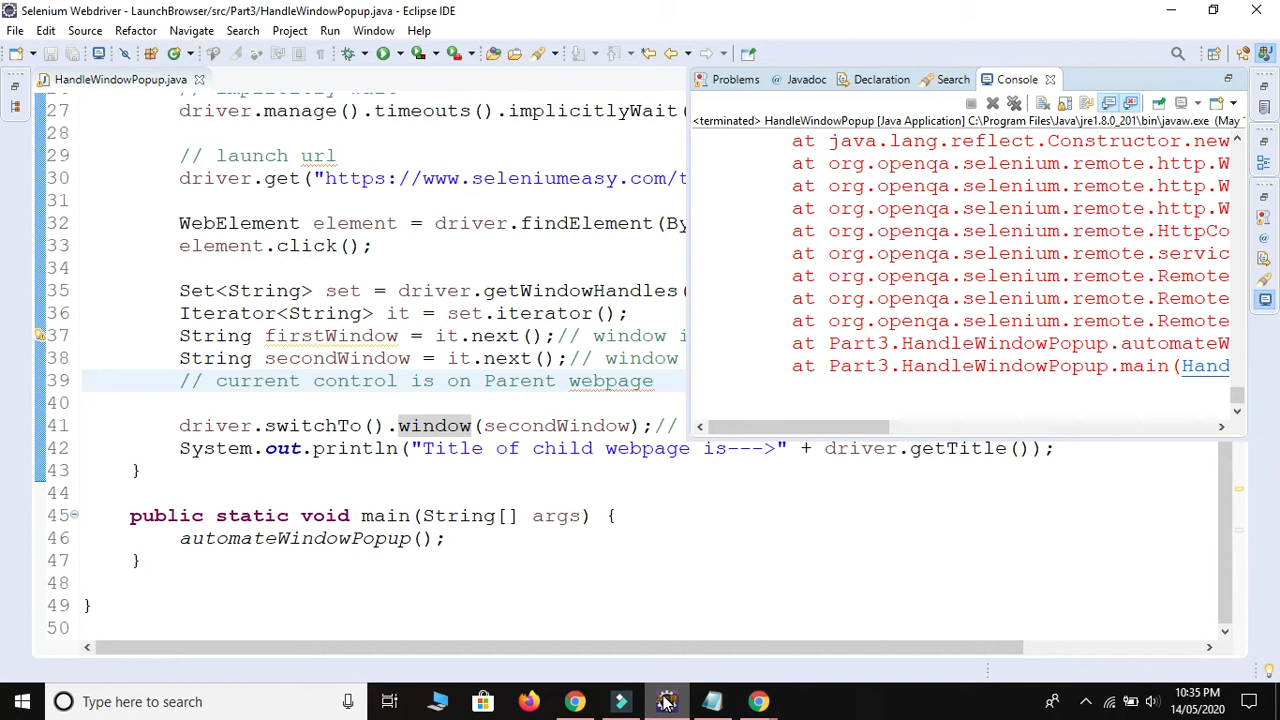 Selenium Webdriver - LaunchBrowser/src/Part3/HandleWindowPopup.java - Eclipse IDE
File Edit Source Refactor Navigate Search Project Run Window Help
HandleWindowPopup.java
Problems Javadoc Declaration Search Console
<terminated> HandleWindowPopup [Java Application] C:\Program Files\Java\jre1.8.0_201\bin\javaw.exe (May
27 driver.manage().timeouts().implicitlyWait(
28
29 // launch url
30 driver.get("https://www.seleniumeasy.com/t
31
32 WebElement element = driver.findElement(By
33 element.click();
34
35 Set<String> set = driver.getWindowHandles(
36 Iterator<String> it = set.iterator();
37 String firstWindow = it.next();// window i
38 String secondWindow = it.next();// window
39 // current control is on Parent webpage
40
41 driver.switchTo().window(secondWindow);//
42 System.out.println("Title of child webpage is--->" + driver.getTitle());
43 }
44
45 public static void main(String[] args) {
46 automateWindowPopup();
47 }
48
49 }
50
at java.lang.reflect.Constructor.new
at org.openqa.selenium.remote.http.W
at org.openqa.selenium.remote.http.W
at org.openqa.selenium.remote.http.W
at org.openqa.selenium.remote.HttpCo
at org.openqa.selenium.remote.servic
at org.openqa.selenium.remote.Remote
at org.openqa.selenium.remote.Remote
at org.openqa.selenium.remote.Remote
at Part3.HandleWindowPopup.automateW
at Part3.HandleWindowPopup.main(Hand
Type here to search
10:35 PM
14/05/2020